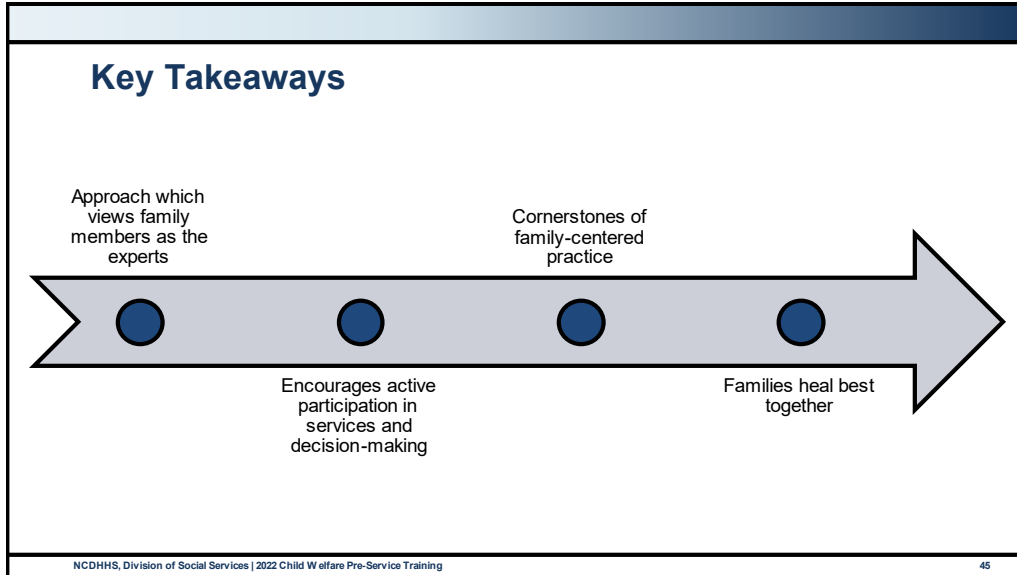 Key Takeaways
Approach which
views family
members as the
experts
Encourages active
participation in
services and
decision-making
Cornerstones of
family-centered
practice
Families heal best
together
NCDHHS, Division of Social Services | 2022 Child Welfare Pre-Service Training
45